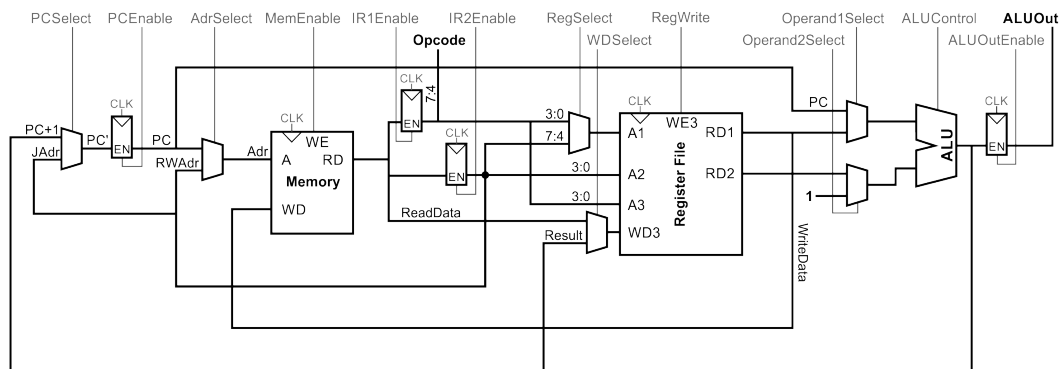 PCSelect PCEnable AdrSelect MemEnable IR1Enable IR2Enable RegSelect RegWrite Operand1Select ALUControl ALUOut
Opcode WDSelect Operand2Select ALUOutEnable
CLK
7:4
PC
CLK
CLK
CLK
CLK
CLK
PC+1
PC'
EN
PC
JAdr
RWAdr
Adr
A
WE
RD
Memory
WD
EN
EN
ReadData
3:0
7:4
3:0
3:0
Result
A1
WE3
RD1
A2
RD2
A3
WD3
Register File
1
WriteData
ALU
EN